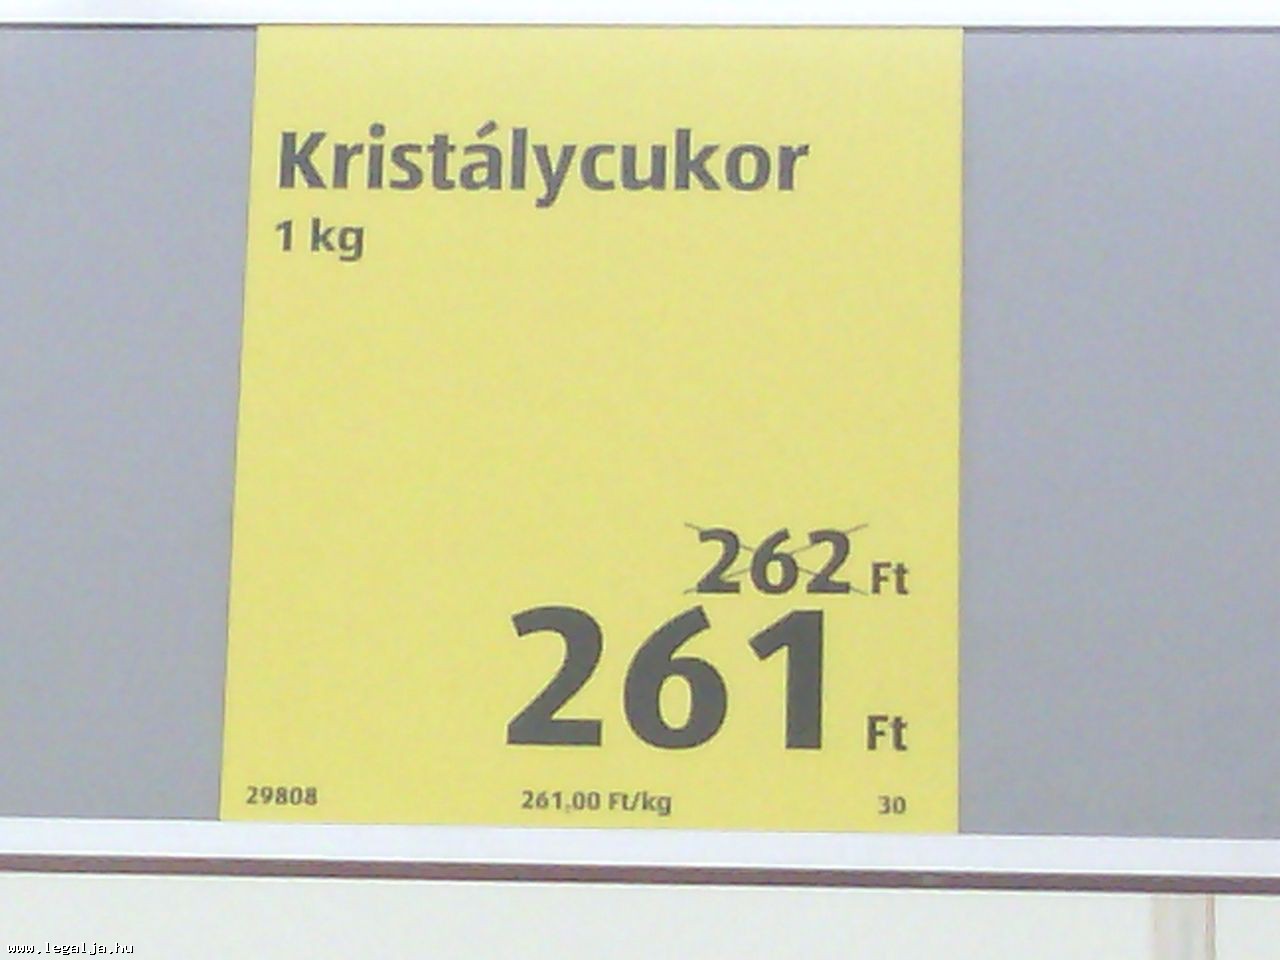 Kristálycukor
1 kg
262 Ft
261 Ft
29808 261,00 Ft/kg 30
www.legalja.hu